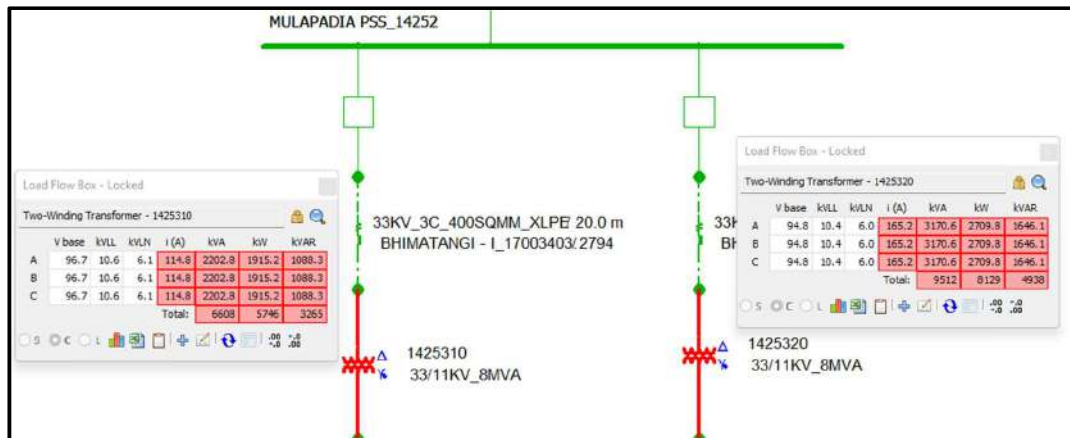 MULAPADIA PSS_14252
Load Flow Box - Locked
Two-Winding Transformer - 1425310
V base kVLL kVLN i (A) kVA kW kVAR
A 96.7 10.6 6.1 114.8 2202.8 1915.2 1088.3
B 96.7 10.6 6.1 114.8 2202.8 1915.2 1088.3
C 96.7 10.6 6.1 114.8 2202.8 1915.2 1088.3
Total: 6608 5746 3265
S C L
33KV_3C_400SQMM_XLPE 20.0 m
BHIMATANGI - I_17003403/2794
1425310
33/11KV_8MVA
33K
BH
Load Flow Box - Locked
Two-Winding Transformer - 1425320
V base kVLL kVLN i (A) kVA kW kVAR
A 94.8 10.4 6.0 165.2 3170.6 2709.8 1646.1
B 94.8 10.4 6.0 165.2 3170.6 2709.8 1646.1
C 94.8 10.4 6.0 165.2 3170.6 2709.8 1646.1
Total: 9512 8129 4938
S C L
1425320
33/11KV_8MVA